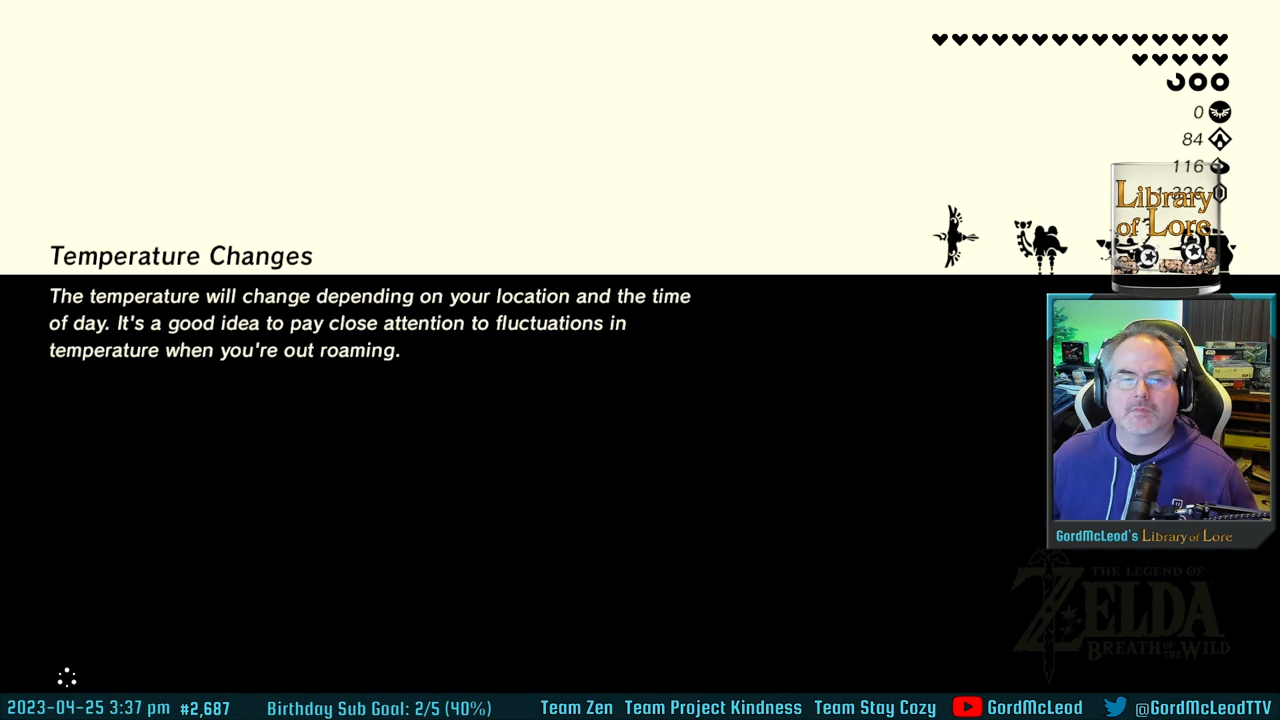 0
84
116
Library
of Lore
Temperature Changes
The temperature will change depending on your location and the time
of day. It's a good idea to pay close attention to fluctuations in
temperature when you're out roaming.
GordMcLeod's Library of Lore
THE LEGEND OF
ZELDA
BREATH OF THE WILD
2023-04-25 3:37 pm #2,687 Birthday Sub Goal: 2/5 (40%) Team Zen Team Project Kindness Team Stay Cozy GordMcLeod @GordMcLeodTTV